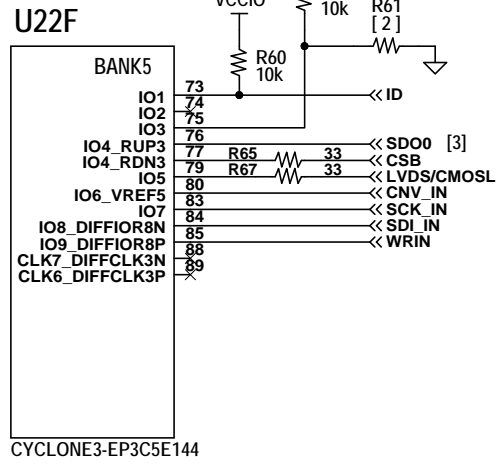 VCCIO
10k
R61
[ 2 ]
U22F
R60
10k
BANK5
IO1 73 ID
IO2 74
IO3 75
IO4_RUP3 76 SDO0 [3]
IO4_RDN3 77 R65 33 CSB
IO5 79 R67 33 LVDS/CMOSL
IO6_VREF5 80 CNV_IN
IO7 83 SCK_IN
IO8_DIFFIOR8N 84 SDI_IN
IO9_DIFFIOR8P 85 WRIN
CLK7_DIFFCLK3N 88
CLK6_DIFFCLK3P 89
CYCLONE3-EP3C5E144